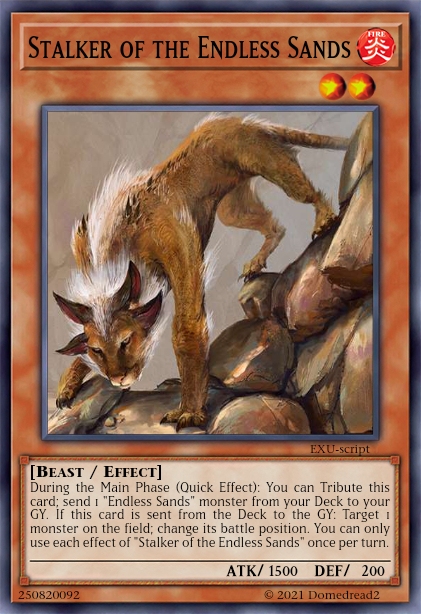 Stalker of the Endless Sands
FIRE
炎
EXU-script
[Beast / Effect]
During the Main Phase (Quick Effect): You can Tribute this
card; send 1 "Endless Sands" monster from your Deck to your
GY. If this card is sent from the Deck to the GY: Target 1
monster on the field; change its battle position. You can only
use each effect of "Stalker of the Endless Sands" once per turn.
ATK/ 1500 DEF/ 200
250820092 © 2021 Domedread2